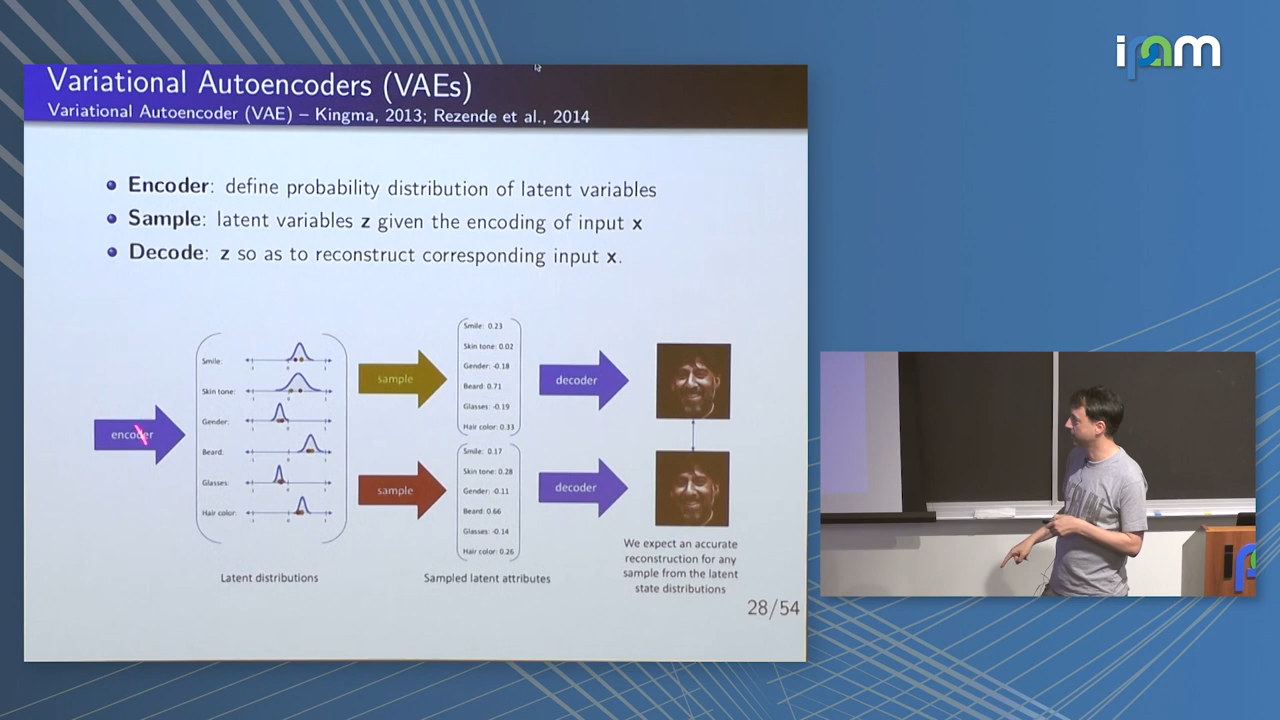 ipam
Variational Autoencoders (VAEs)
Variational Autoencoder (VAE) – Kingma, 2013; Rezende et al., 2014
Encoder: define probability distribution of latent variables
Sample: latent variables z given the encoding of input x
Decode: z so as to reconstruct corresponding input x.
encoder
Smile:
Skin tone:
Gender:
Beard:
Glasses:
Hair color:
sample
Smile: 0.23
Skin tone: 0.02
Gender: -0.18
Beard: 0.71
Glasses: -0.19
Hair color: 0.33
decoder
sample
Smile: 0.17
Skin tone: 0.28
Gender: -0.11
Beard: 0.66
Glasses: -0.14
Hair color: 0.26
decoder
Latent distributions
Sampled latent attributes
We expect an accurate
reconstruction for any
sample from the latent
state distributions
28/54